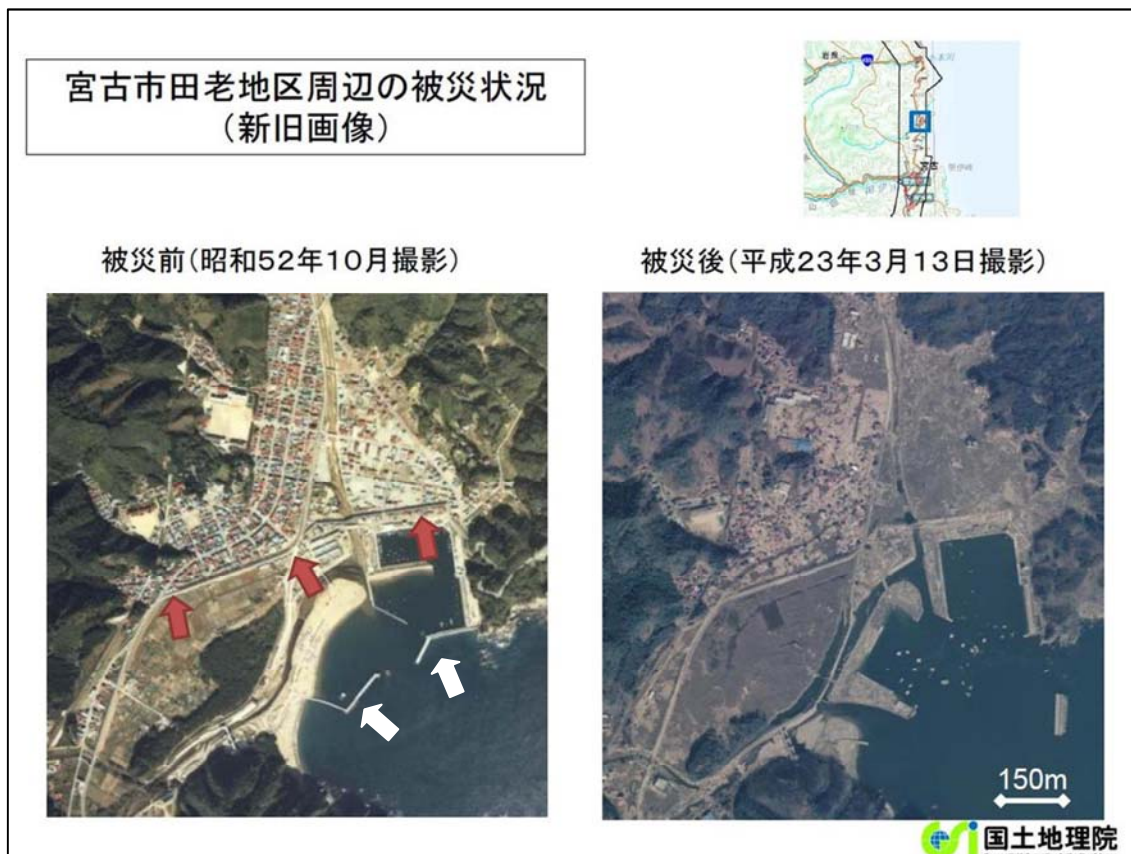 宮古市田老地区周辺の被災状況
（新旧画像）
宮古
被災前（昭和５２年１０月撮影）
被災後（平成２３年３月１３日撮影）
150m
国土地理院